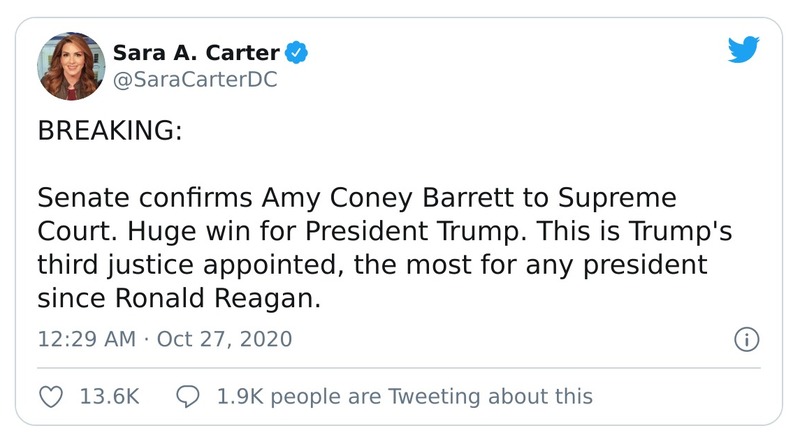 Sara A. Carter
@SaraCarterDC
BREAKING:
Senate confirms Amy Coney Barrett to Supreme
Court. Huge win for President Trump. This is Trump's
third justice appointed, the most for any president
since Ronald Reagan.
12:29 AM · Oct 27, 2020
13.6K 1.9K people are Tweeting about this